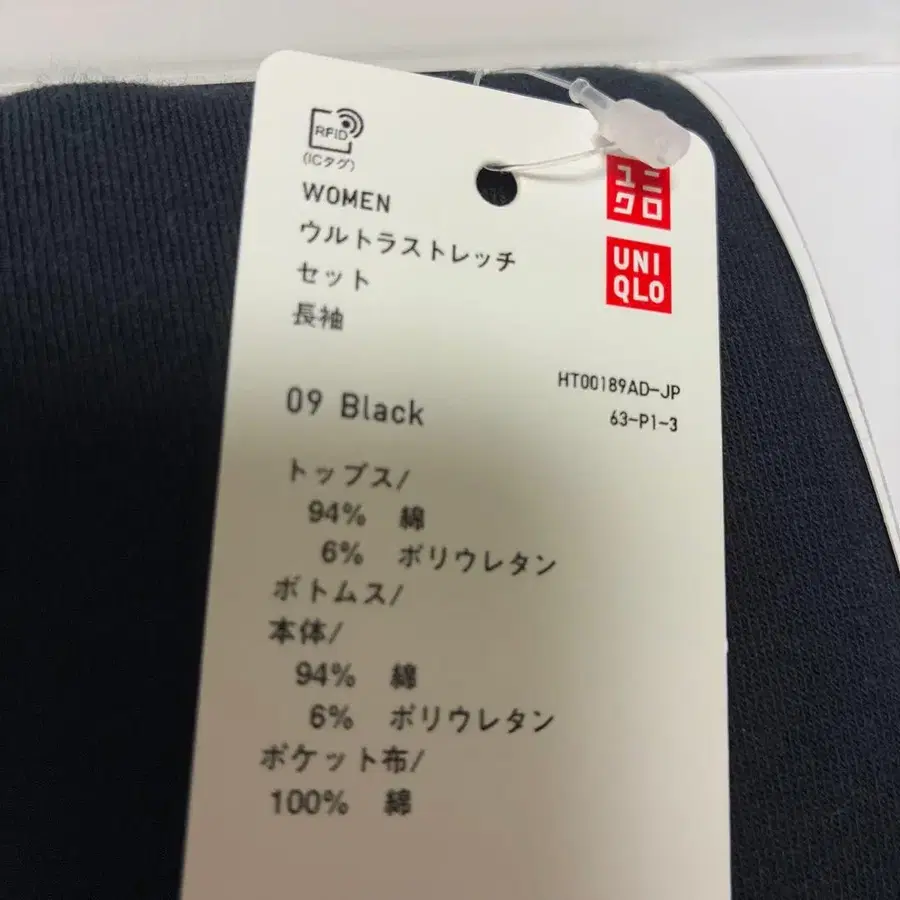 RFID
(ICタグ)
ユニ
クロ
UNI
QLO
WOMEN
ウルトラストレッチ
セット
長袖
HT00189AD-JP
63-P1-3
09 Black
トップス/
94% 綿
6% ポリウレタン
ボトムス/
本体/
94% 綿
6% ポリウレタン
ポケット布/
100% 綿